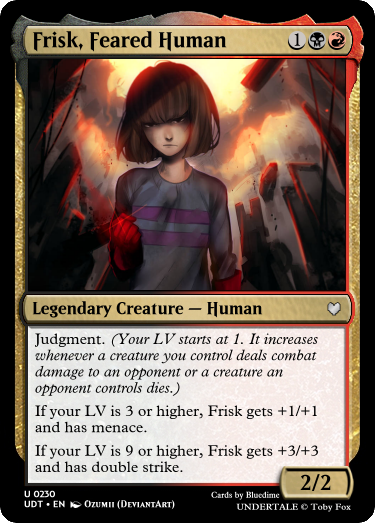 Frisk, Feared Human 1
Legendary Creature — Human
Judgment. (Your LV starts at 1. It increases
whenever a creature you control deals combat
damage to an opponent or a creature an
opponent controls dies.)
If your LV is 3 or higher, Frisk gets +1/+1
and has menace.
If your LV is 9 or higher, Frisk gets +3/+3
and has double strike.
2/2
U 0230
UDT • EN Ozumii (DeviantArt)
Cards by Bluedime
UNDERTALE © Toby Fox